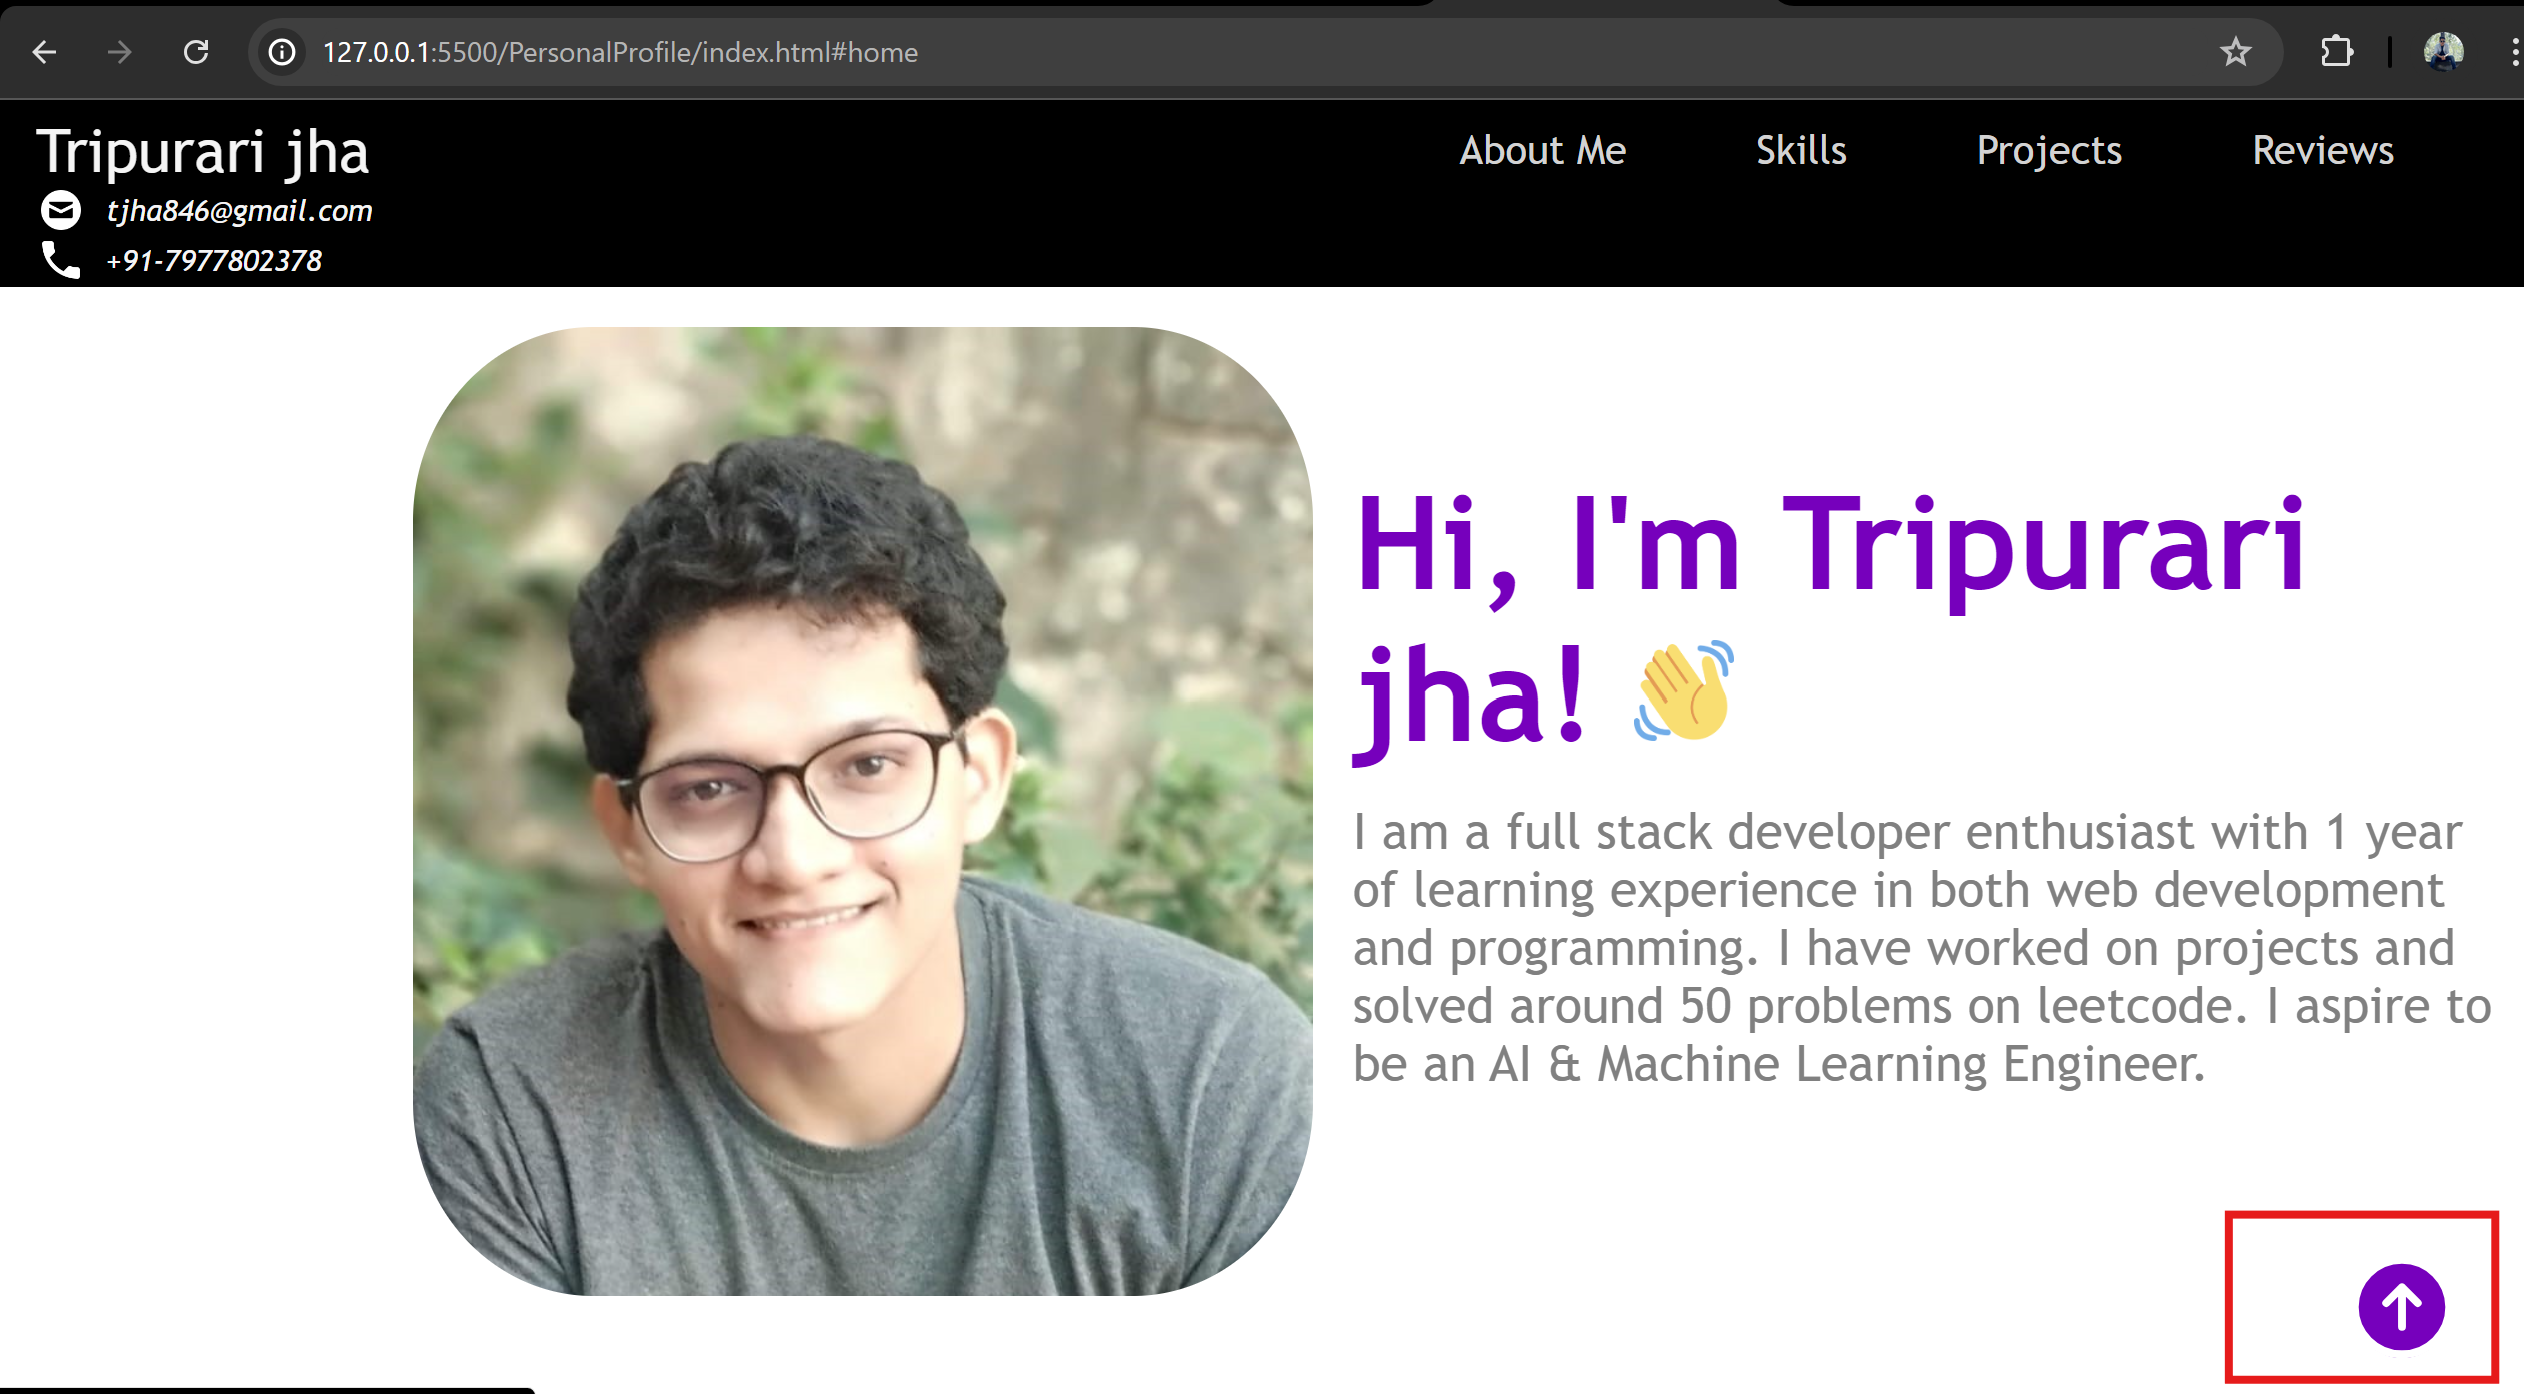 127.0.0.1:5500/PersonalProfile/index.html#home
Tripurari jha
About Me Skills Projects Reviews
tjha846@gmail.com
+91-7977802378
Hi, I'm Tripurari
jha! 👋
I am a full stack developer enthusiast with 1 year
of learning experience in both web development
and programming. I have worked on projects and
solved around 50 problems on leetcode. I aspire to
be an AI & Machine Learning Engineer.